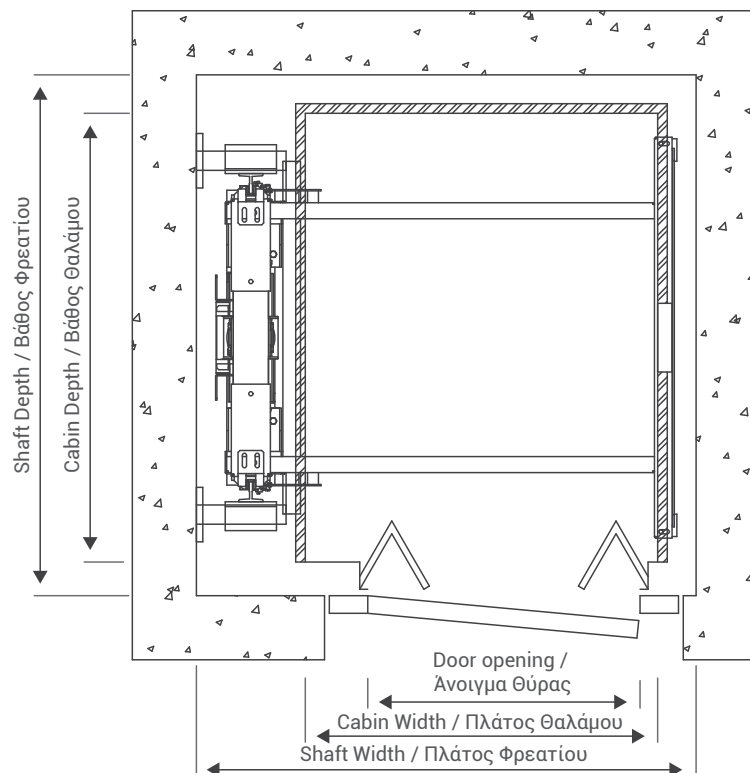 Shaft Depth / Βάθος Φρεατίου
Cabin Depth / Βάθος Θαλάμου
Door opening /
Άνοιγμα Θύρας
Cabin Width / Πλάτος Θαλάμου
Shaft Width / Πλάτος Φρεατίου